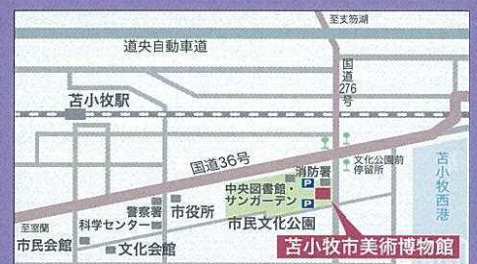 至支笏湖
道央自動車道
国道
276
号
苫小牧駅
国道36号
文化公園前
停留所
消防署
中央図書館・
サンガーデン
P
P
苫小牧西港
警察署
市役所
科学センター
市民文化公園
至室蘭
市民会館
文化会館
苫小牧市美術博物館